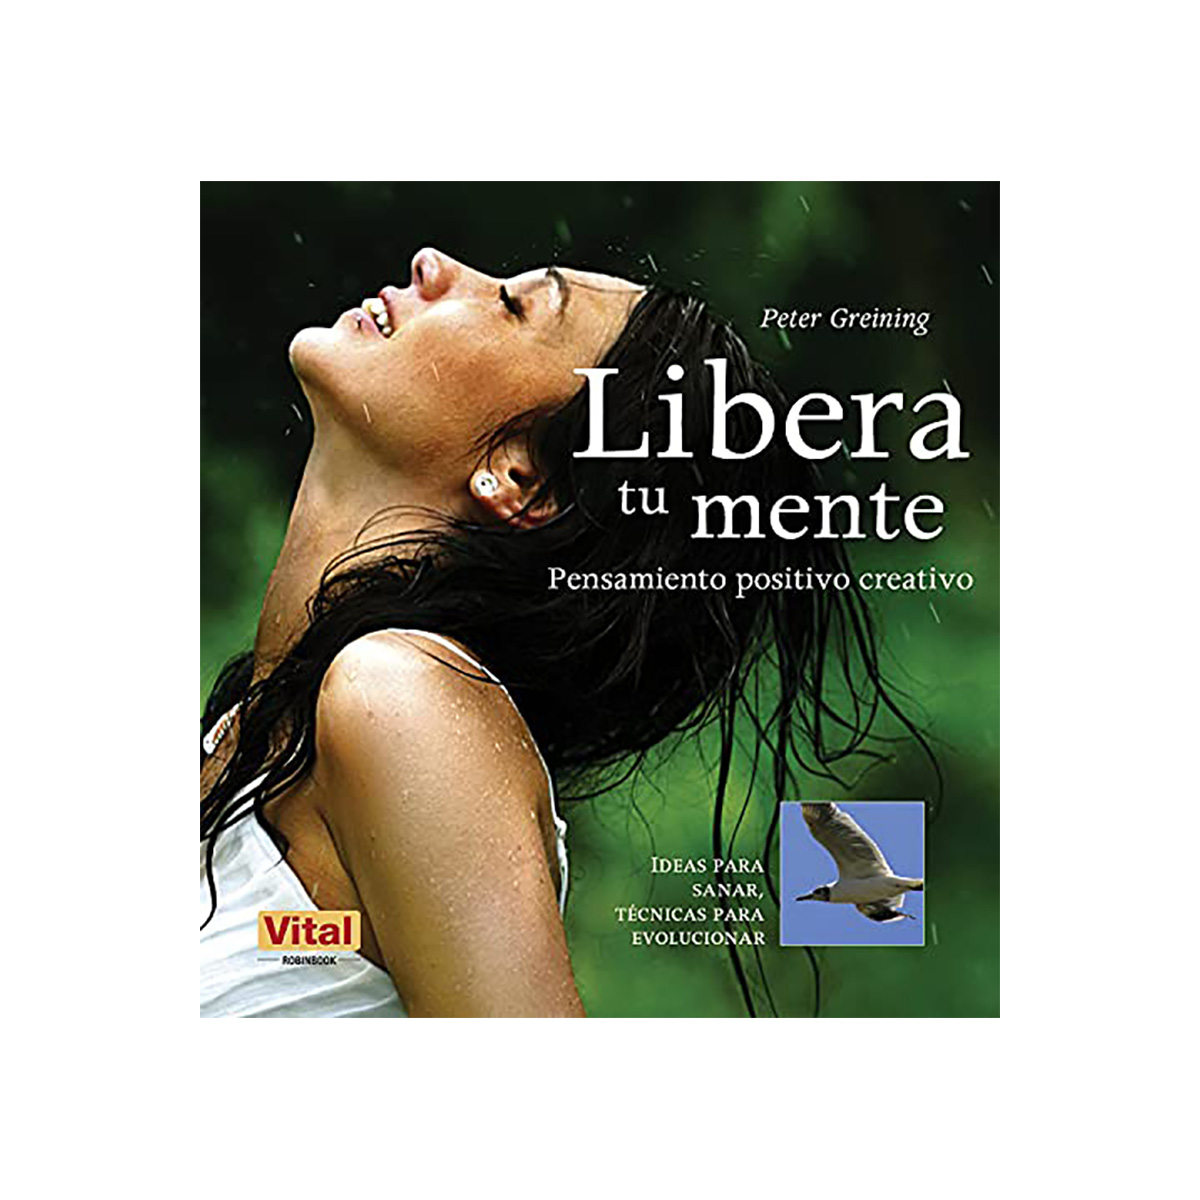 Peter Greining
Libera
tu mente
Pensamiento positivo creativo
IDEAS PARA
SANAR,
TÉCNICAS PARA
EVOLUCIONAR
Vital
ROBINBOOK